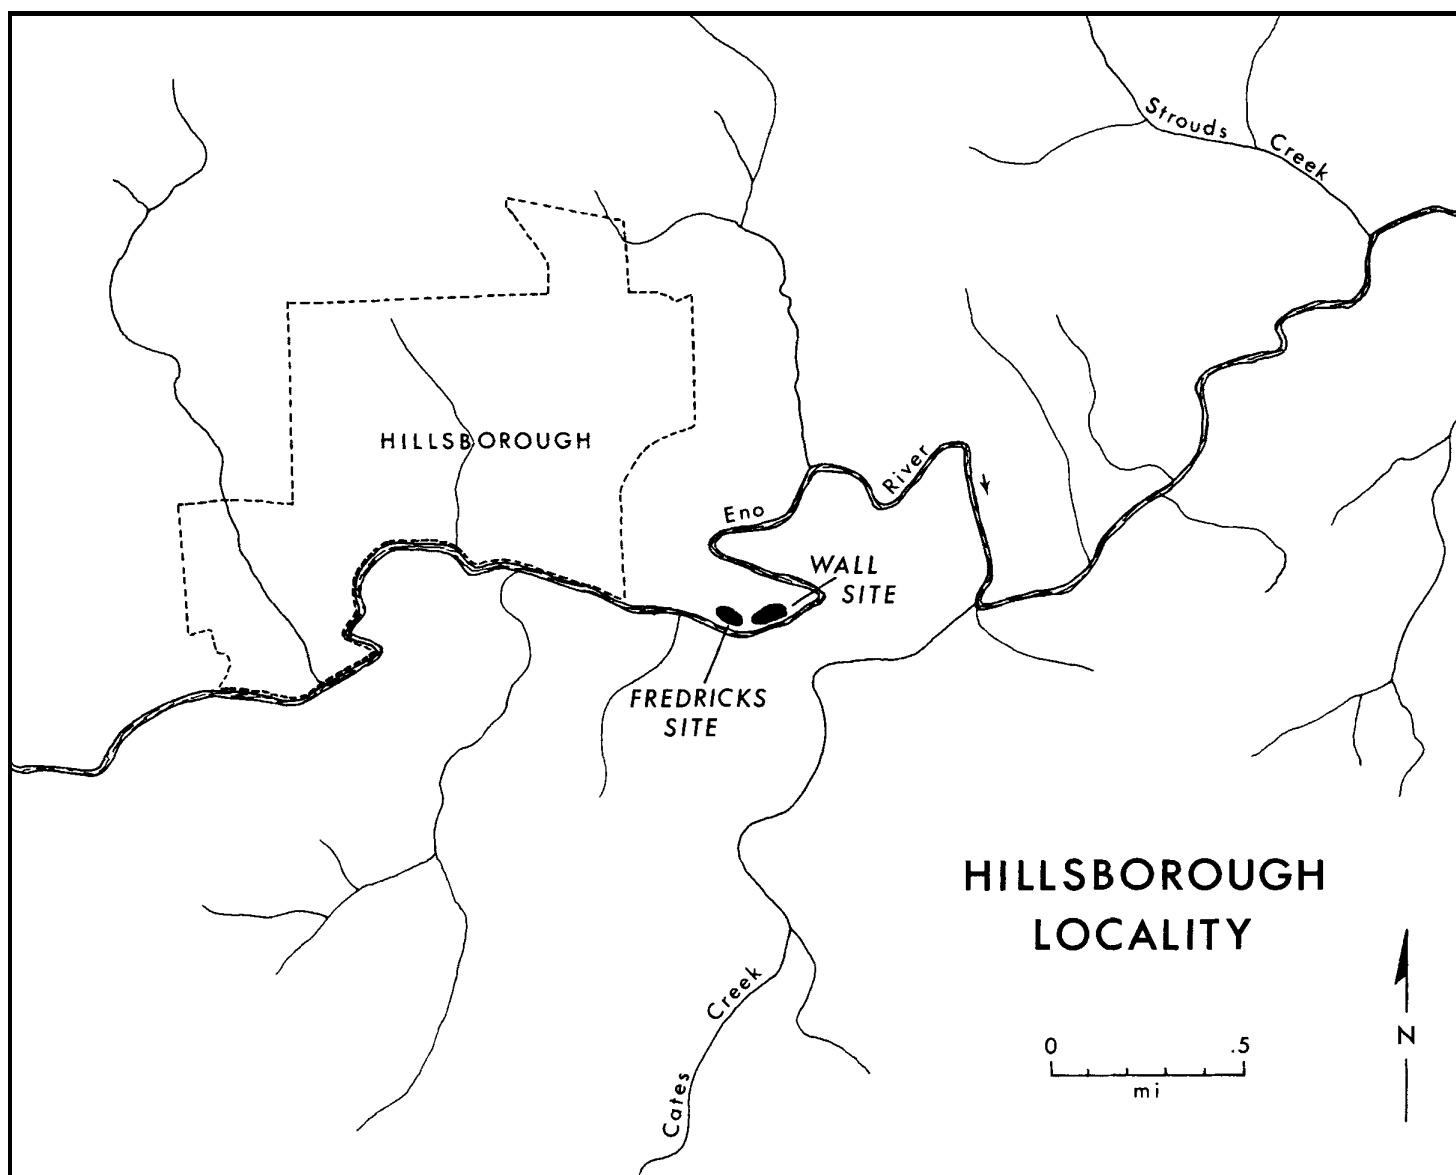 Strouds Creek
HILLSBOROUGH
Eno River
WALL
SITE
FREDRICKS
SITE
HILLSBOROUGH
LOCALITY
Cates Creek
0 .5
mi
N